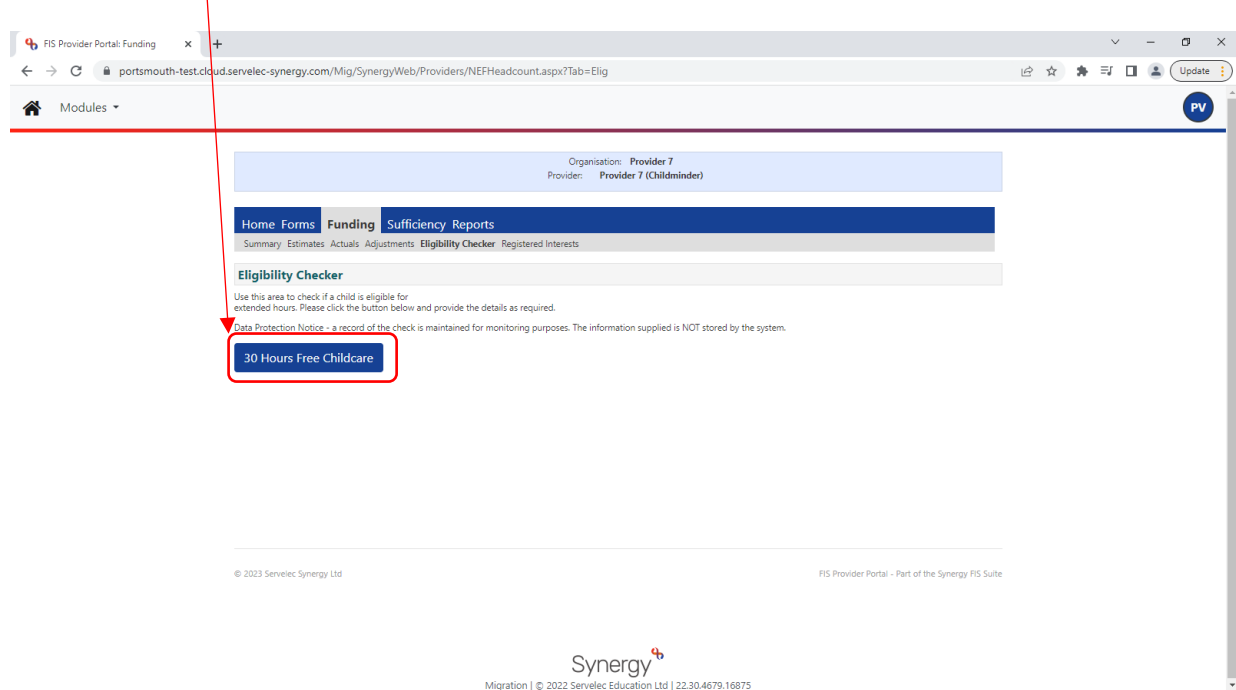 FIS Provider Portal: Funding
portsmouth-test.cloud.servelec-synergy.com/Mig/SynergyWeb/Providers/NEFHeadcount.aspx?Tab=Elig
Update
Modules
PV
Organisation: Provider 7
Provider: Provider 7 (Childminder)
Home Forms Funding Sufficiency Reports
Summary Estimates Actuals Adjustments Eligibility Checker Registered Interests
Eligibility Checker
Use this area to check if a child is eligible for
extended hours. Please click the button below and provide the details as required.
Data Protection Notice - a record of the check is maintained for monitoring purposes. The information supplied is NOT stored by the system.
30 Hours Free Childcare
© 2023 Servelec Synergy Ltd
FIS Provider Portal - Part of the Synergy FIS Suite
Synergy
Migration | © 2022 Servelec Education Ltd | 22.30.4679.16875